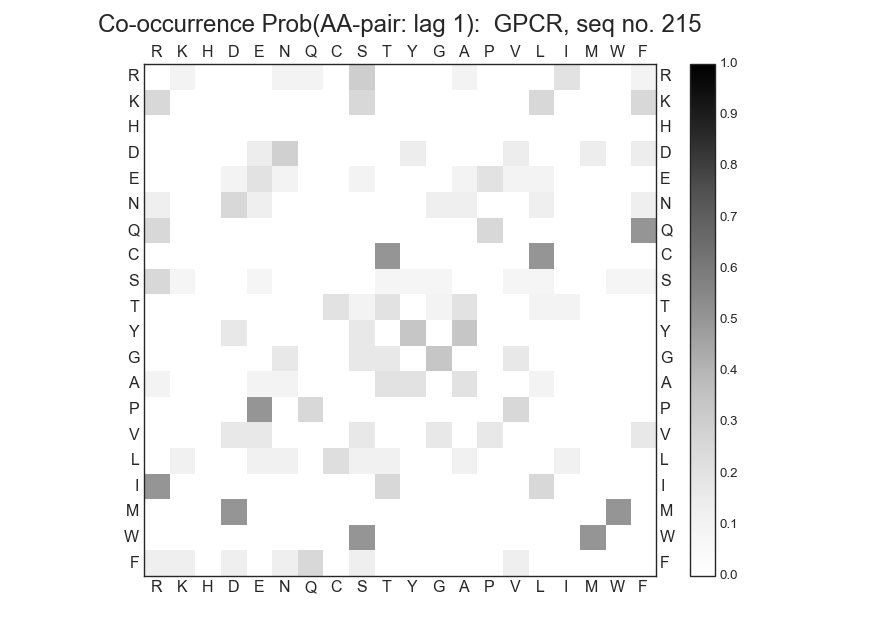 Co-occurrence Prob(AA-pair: lag 1):  GPCR, seq no. 215
R K H D E N Q C S T Y G A P V L I M W F
R R 1.0
K K 0.9
H H
D D 0.8
E E
N N 0.7
Q Q
C C 0.6
S S
T T 0.5
Y Y
G G 0.4
A A
P P 0.3
V V
L L 0.2
I I
M M 0.1
W W
F F 0.0
R K H D E N Q C S T Y G A P V L I M W F